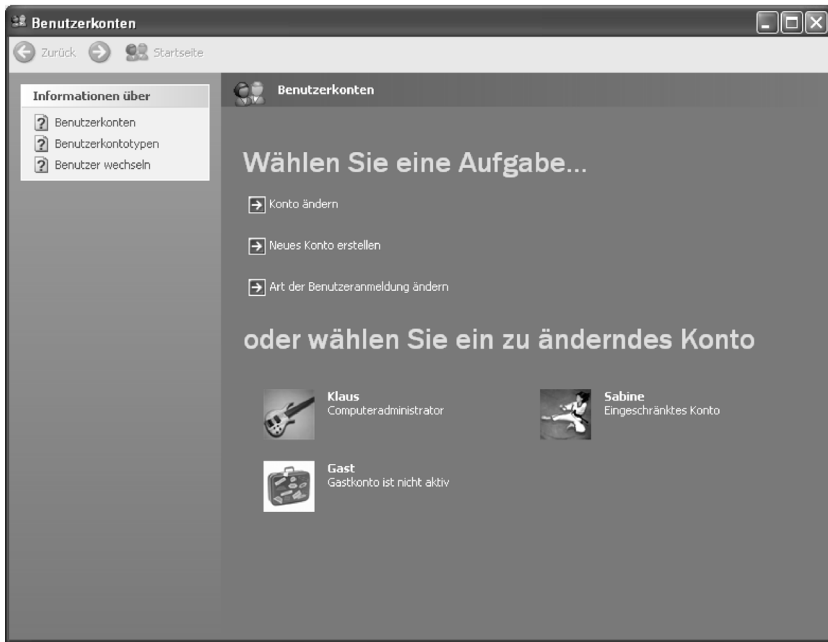 Benutzerkonten
Zurück Startseite
Informationen über
Benutzerkonten
Benutzerkontotypen
Benutzer wechseln
Benutzerkonten
Wählen Sie eine Aufgabe...
Konto ändern
Neues Konto erstellen
Art der Benutzeranmeldung ändern
oder wählen Sie ein zu änderndes Konto
Klaus
Computeradministrator
Sabine
Eingeschränktes Konto
Gast
Gastkonto ist nicht aktiv